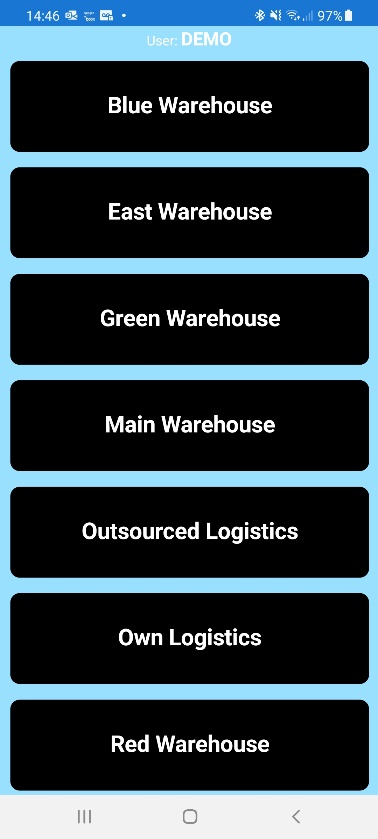 14:46
97%
User: DEMO
Blue Warehouse
East Warehouse
Green Warehouse
Main Warehouse
Outsourced Logistics
Own Logistics
Red Warehouse